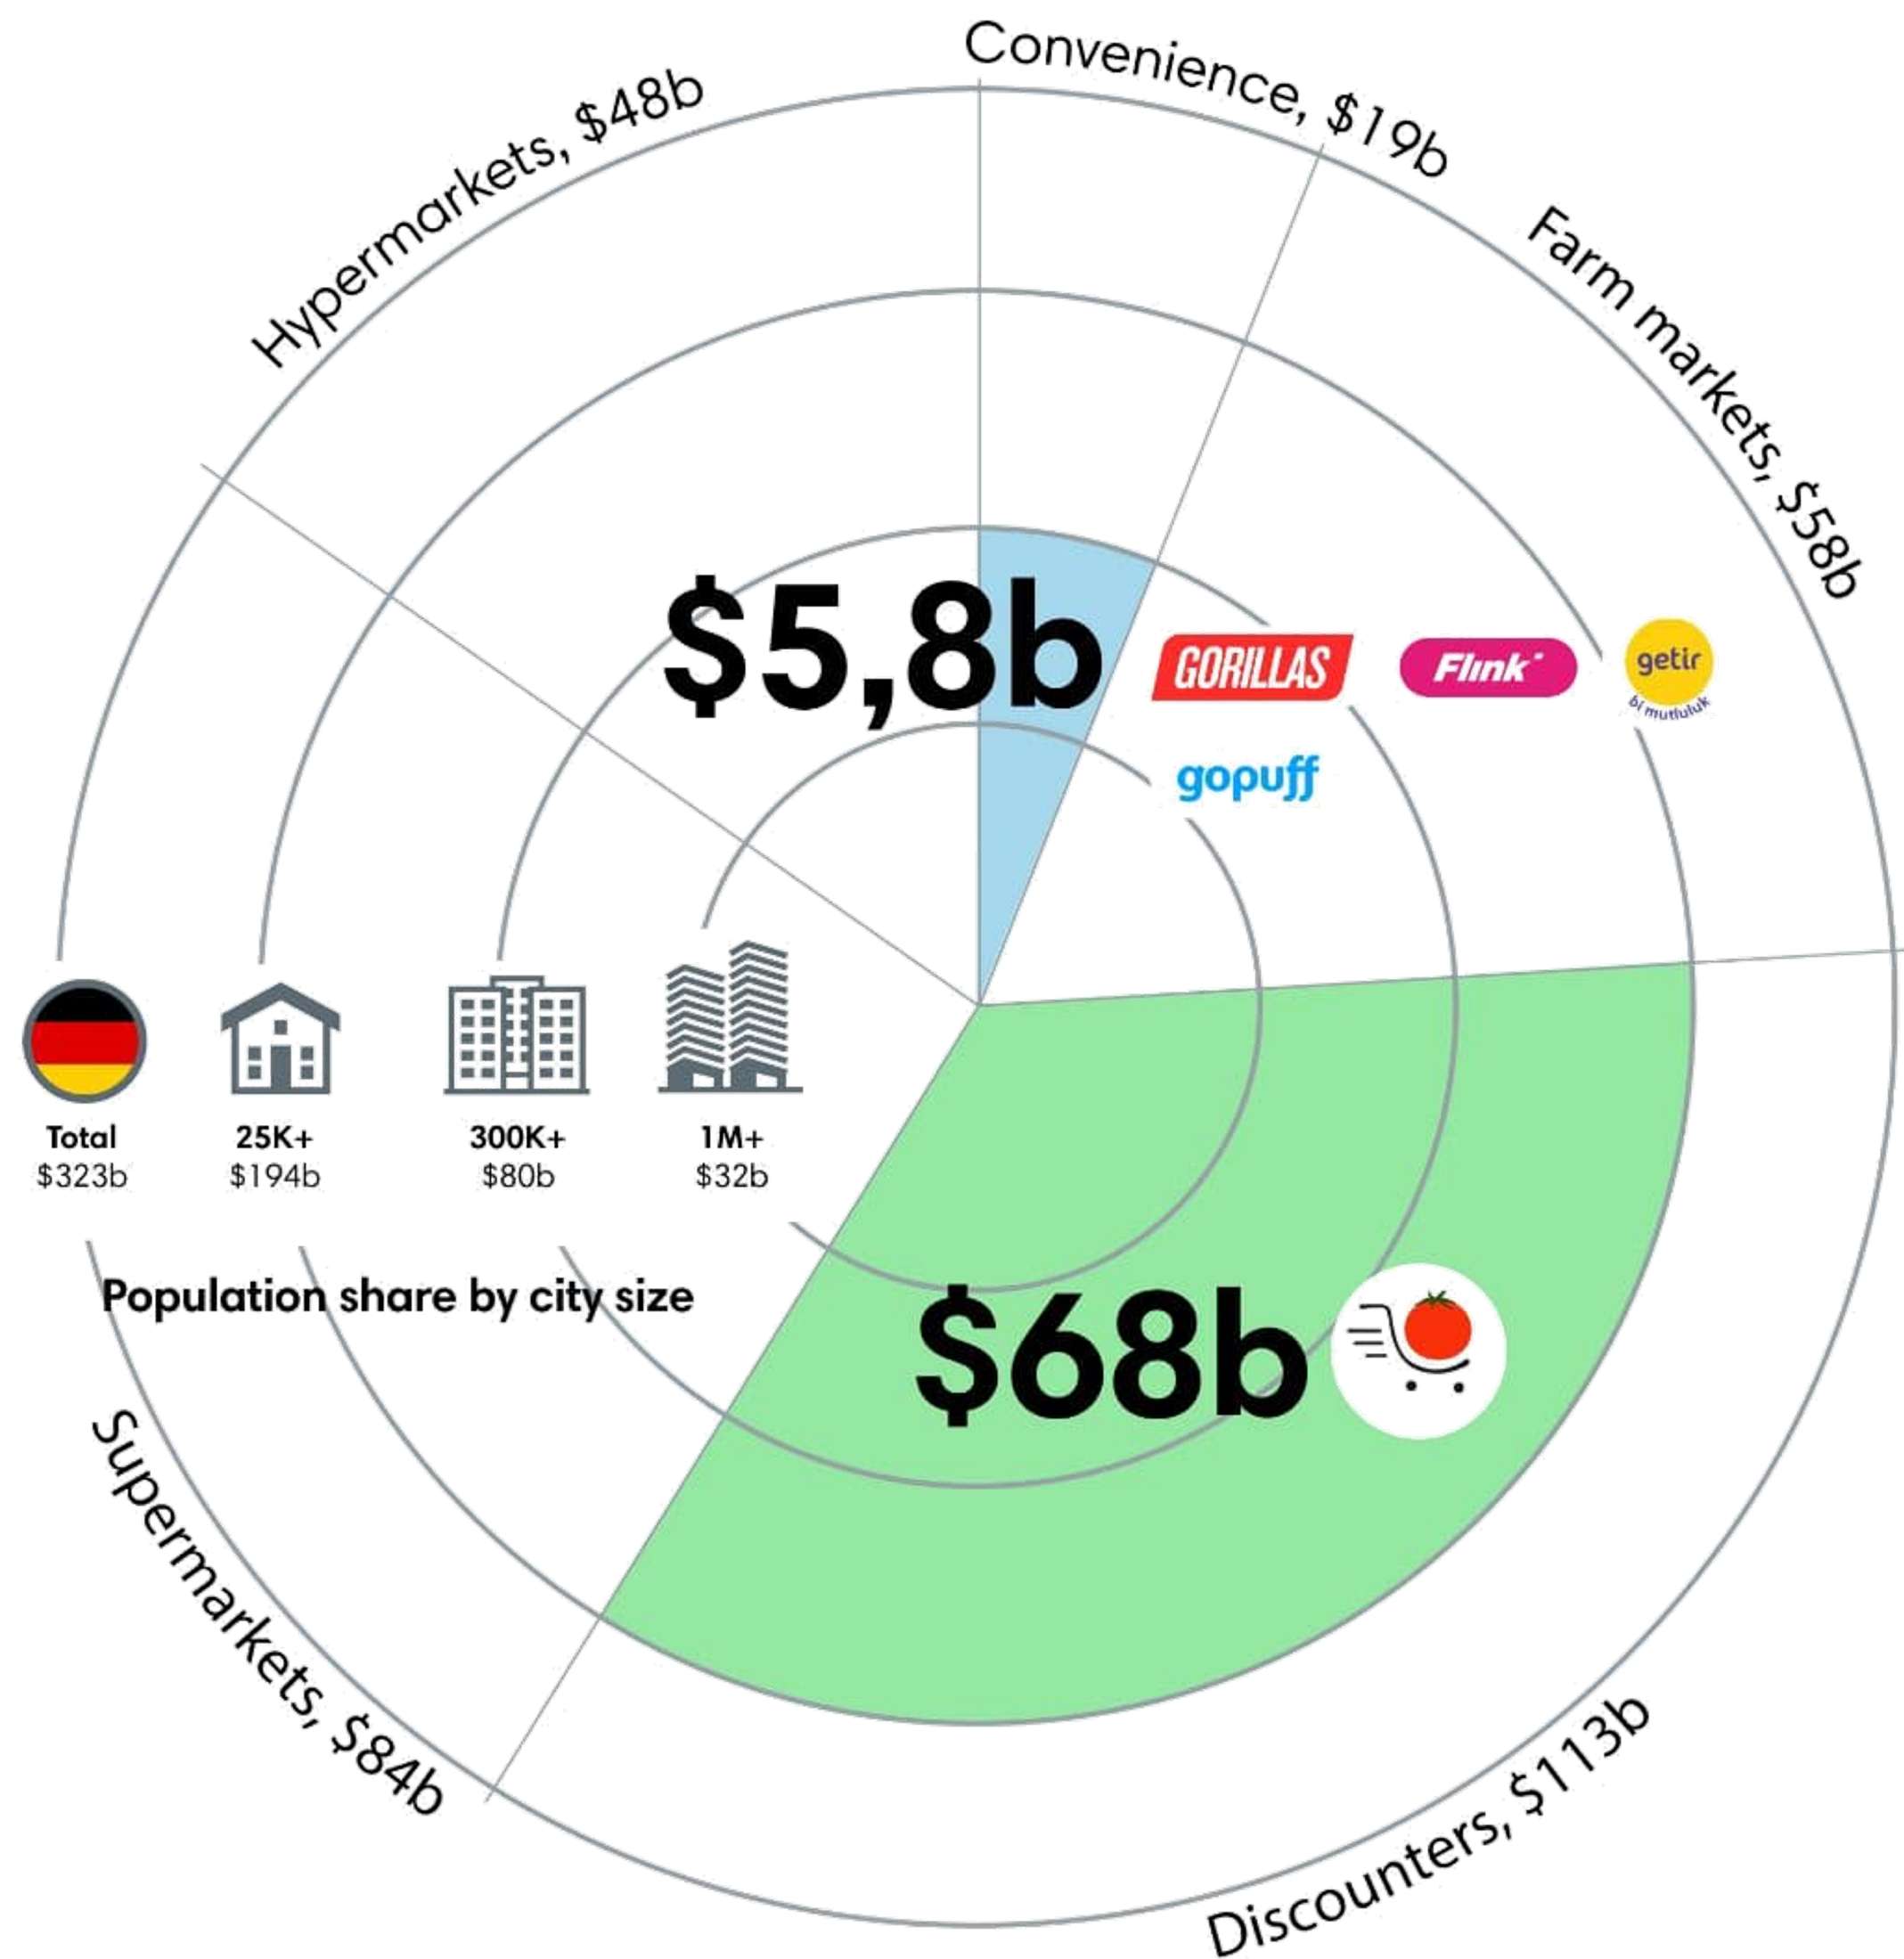 Convenience, $19b
Hypermarkets, $48b
Farm markets, $58b
$5,8b
GORILLAS
Flink
getir
bi mutluluk
gopuff
Total
$323b
25K+
$194b
300K+
$80b
1M+
$32b
Population share by city size
$68b
Supermarkets, $84b
Discounters, $113b